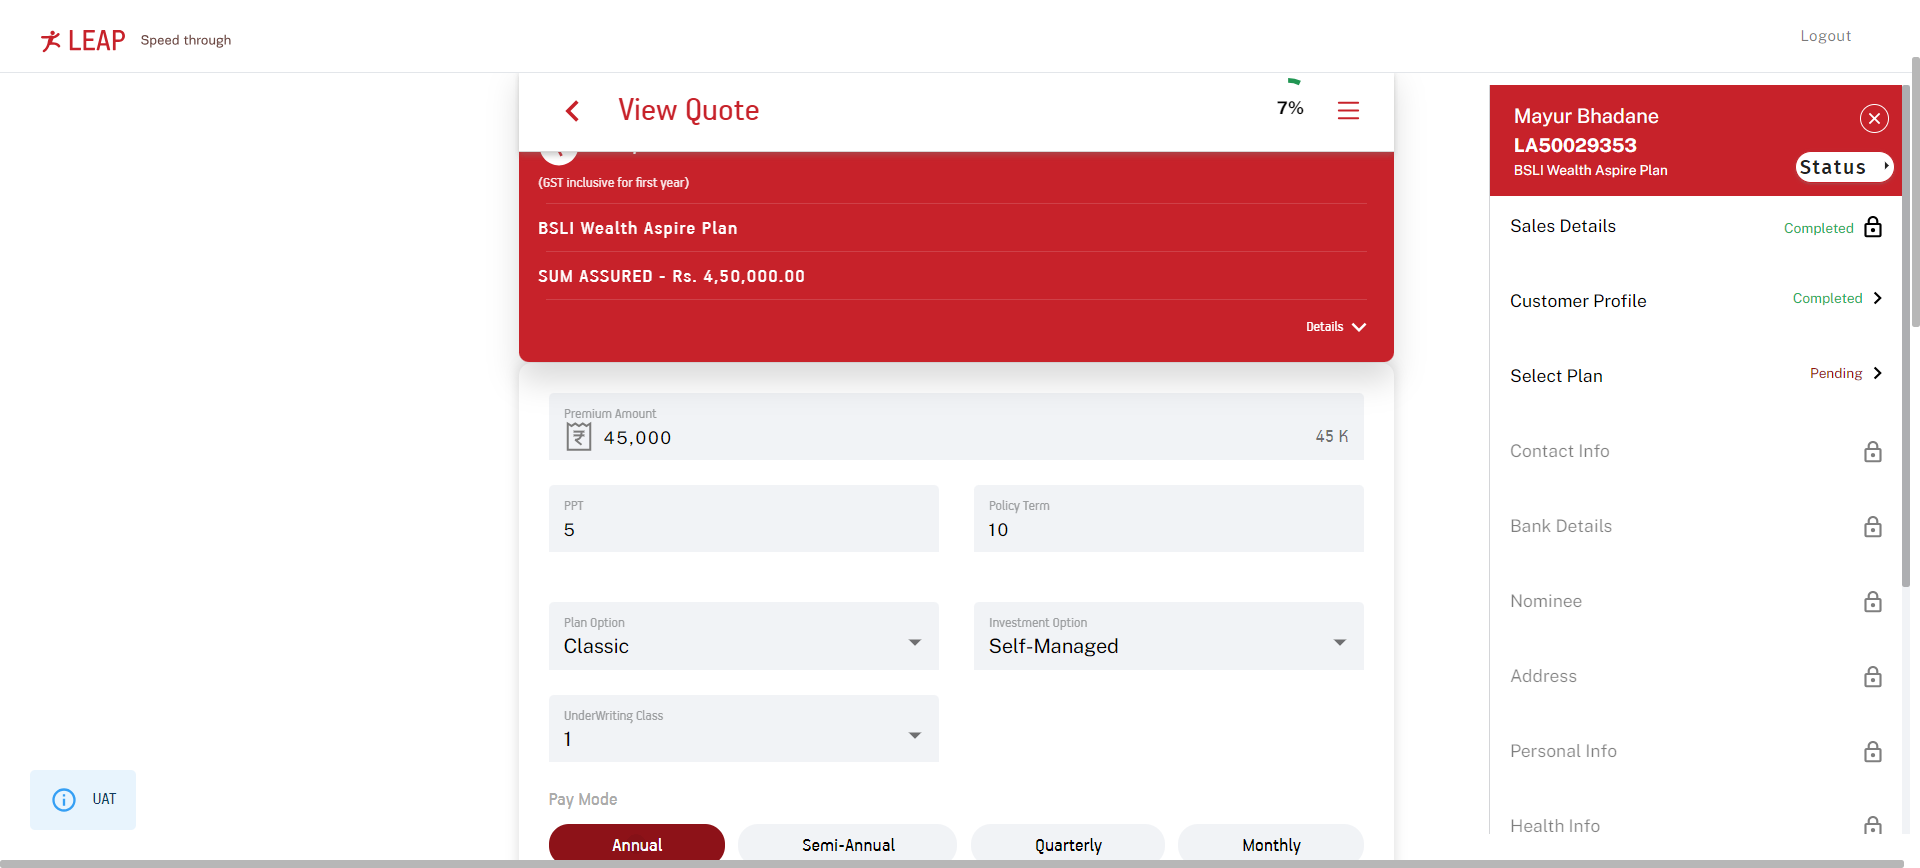 LEAP Speed through
Logout
View Quote
7%
(GST inclusive for first year)
BSLI Wealth Aspire Plan
SUM ASSURED - Rs. 4,50,000.00
Details
Premium Amount
45,000
45 K
PPT
5
Policy Term
10
Plan Option
Classic
Investment Option
Self-Managed
UnderWriting Class
1
Pay Mode
Annual
Semi-Annual
Quarterly
Monthly
UAT
Mayur Bhadane
LA50029353
BSLI Wealth Aspire Plan
Status
Sales Details
Completed
Customer Profile
Completed
Select Plan
Pending
Contact Info
Bank Details
Nominee
Address
Personal Info
Health Info